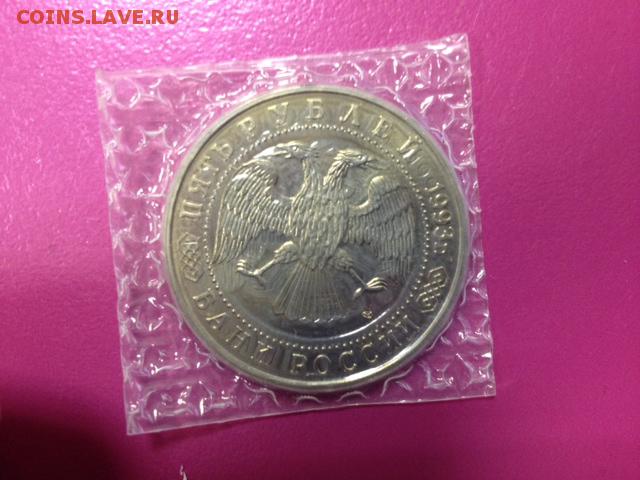 COINS.LAVE.RU
ПЯТЬ РУБЛЕЙ · 1993 г.
БАНК РОССИИ